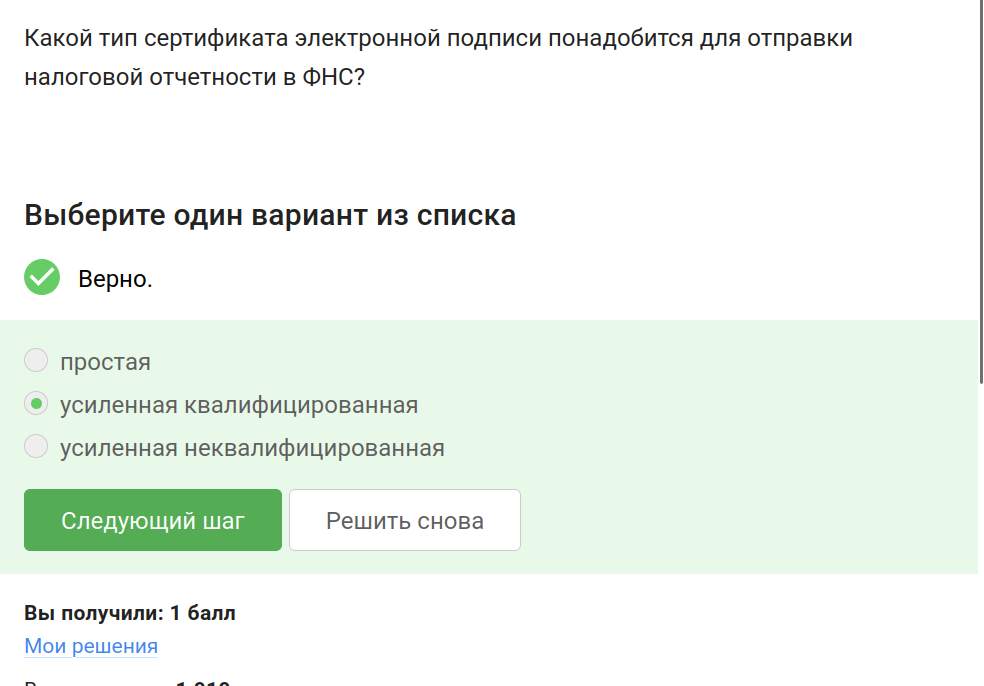 Какой тип сертификата электронной подписи понадобится для отправки
налоговой отчетности в ФНС?
Выберите один вариант из списка
Верно.
простая
усиленная квалифицированная
усиленная неквалифицированная
Следующий шаг
Решить снова
Вы получили: 1 балл
Мои решения